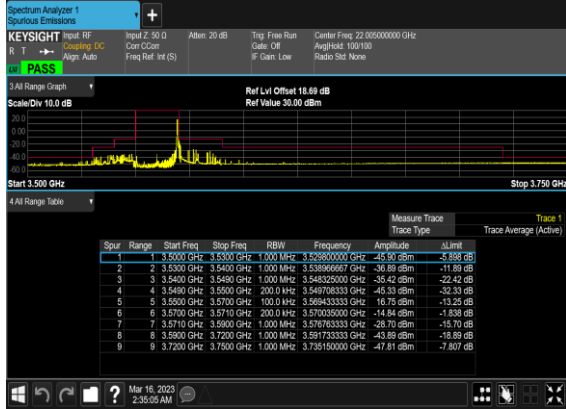 Spectrum Analyzer 1
Spurious Emissions
KEYSIGHT Input: RF Input Z: 50 Ω Atten: 20 dB Trig: Free Run Center Freq: 22.005000000 GHz
R T Coupling: DC Corr CCorr Gate: Off Avg|Hold: 100/100
Align: Auto Freq Ref: Int (S) IF Gain: Low Radio Std: None
PASS
3 All Range Graph
Ref Lvl Offset 18.69 dB
Scale/Div 10.0 dB Ref Value 30.00 dBm
20.0
0.00
-20.0
-40.0
-60.0
Start 3.500 GHz Stop 3.750 GHz
4 All Range Table
Measure Trace Trace 1
Trace Type Trace Average (Active)
Spur Range Start Freq Stop Freq RBW Frequency Amplitude ΔLimit
1 1 3.5000 GHz 3.5300 GHz 1.000 MHz 3.529800000 GHz -45.90 dBm -5.898 dB
2 2 3.5300 GHz 3.5400 GHz 1.000 MHz 3.538966667 GHz -36.89 dBm -11.89 dB
3 3 3.5400 GHz 3.5490 GHz 1.000 MHz 3.548325000 GHz -35.42 dBm -22.42 dB
4 4 3.5490 GHz 3.5500 GHz 200.0 kHz 3.549708333 GHz -45.33 dBm -32.33 dB
5 5 3.5500 GHz 3.5700 GHz 100.0 kHz 3.569433333 GHz 16.75 dBm -13.25 dB
6 6 3.5700 GHz 3.5710 GHz 200.0 kHz 3.570035000 GHz -14.84 dBm -1.838 dB
7 7 3.5710 GHz 3.5900 GHz 1.000 MHz 3.576763333 GHz -28.70 dBm -15.70 dB
8 8 3.5900 GHz 3.7200 GHz 1.000 MHz 3.591733333 GHz -43.89 dBm -18.89 dB
9 9 3.7200 GHz 3.7500 GHz 1.000 MHz 3.735150000 GHz -47.81 dBm -7.807 dB
? Mar 16, 2023
2:35:05 AM